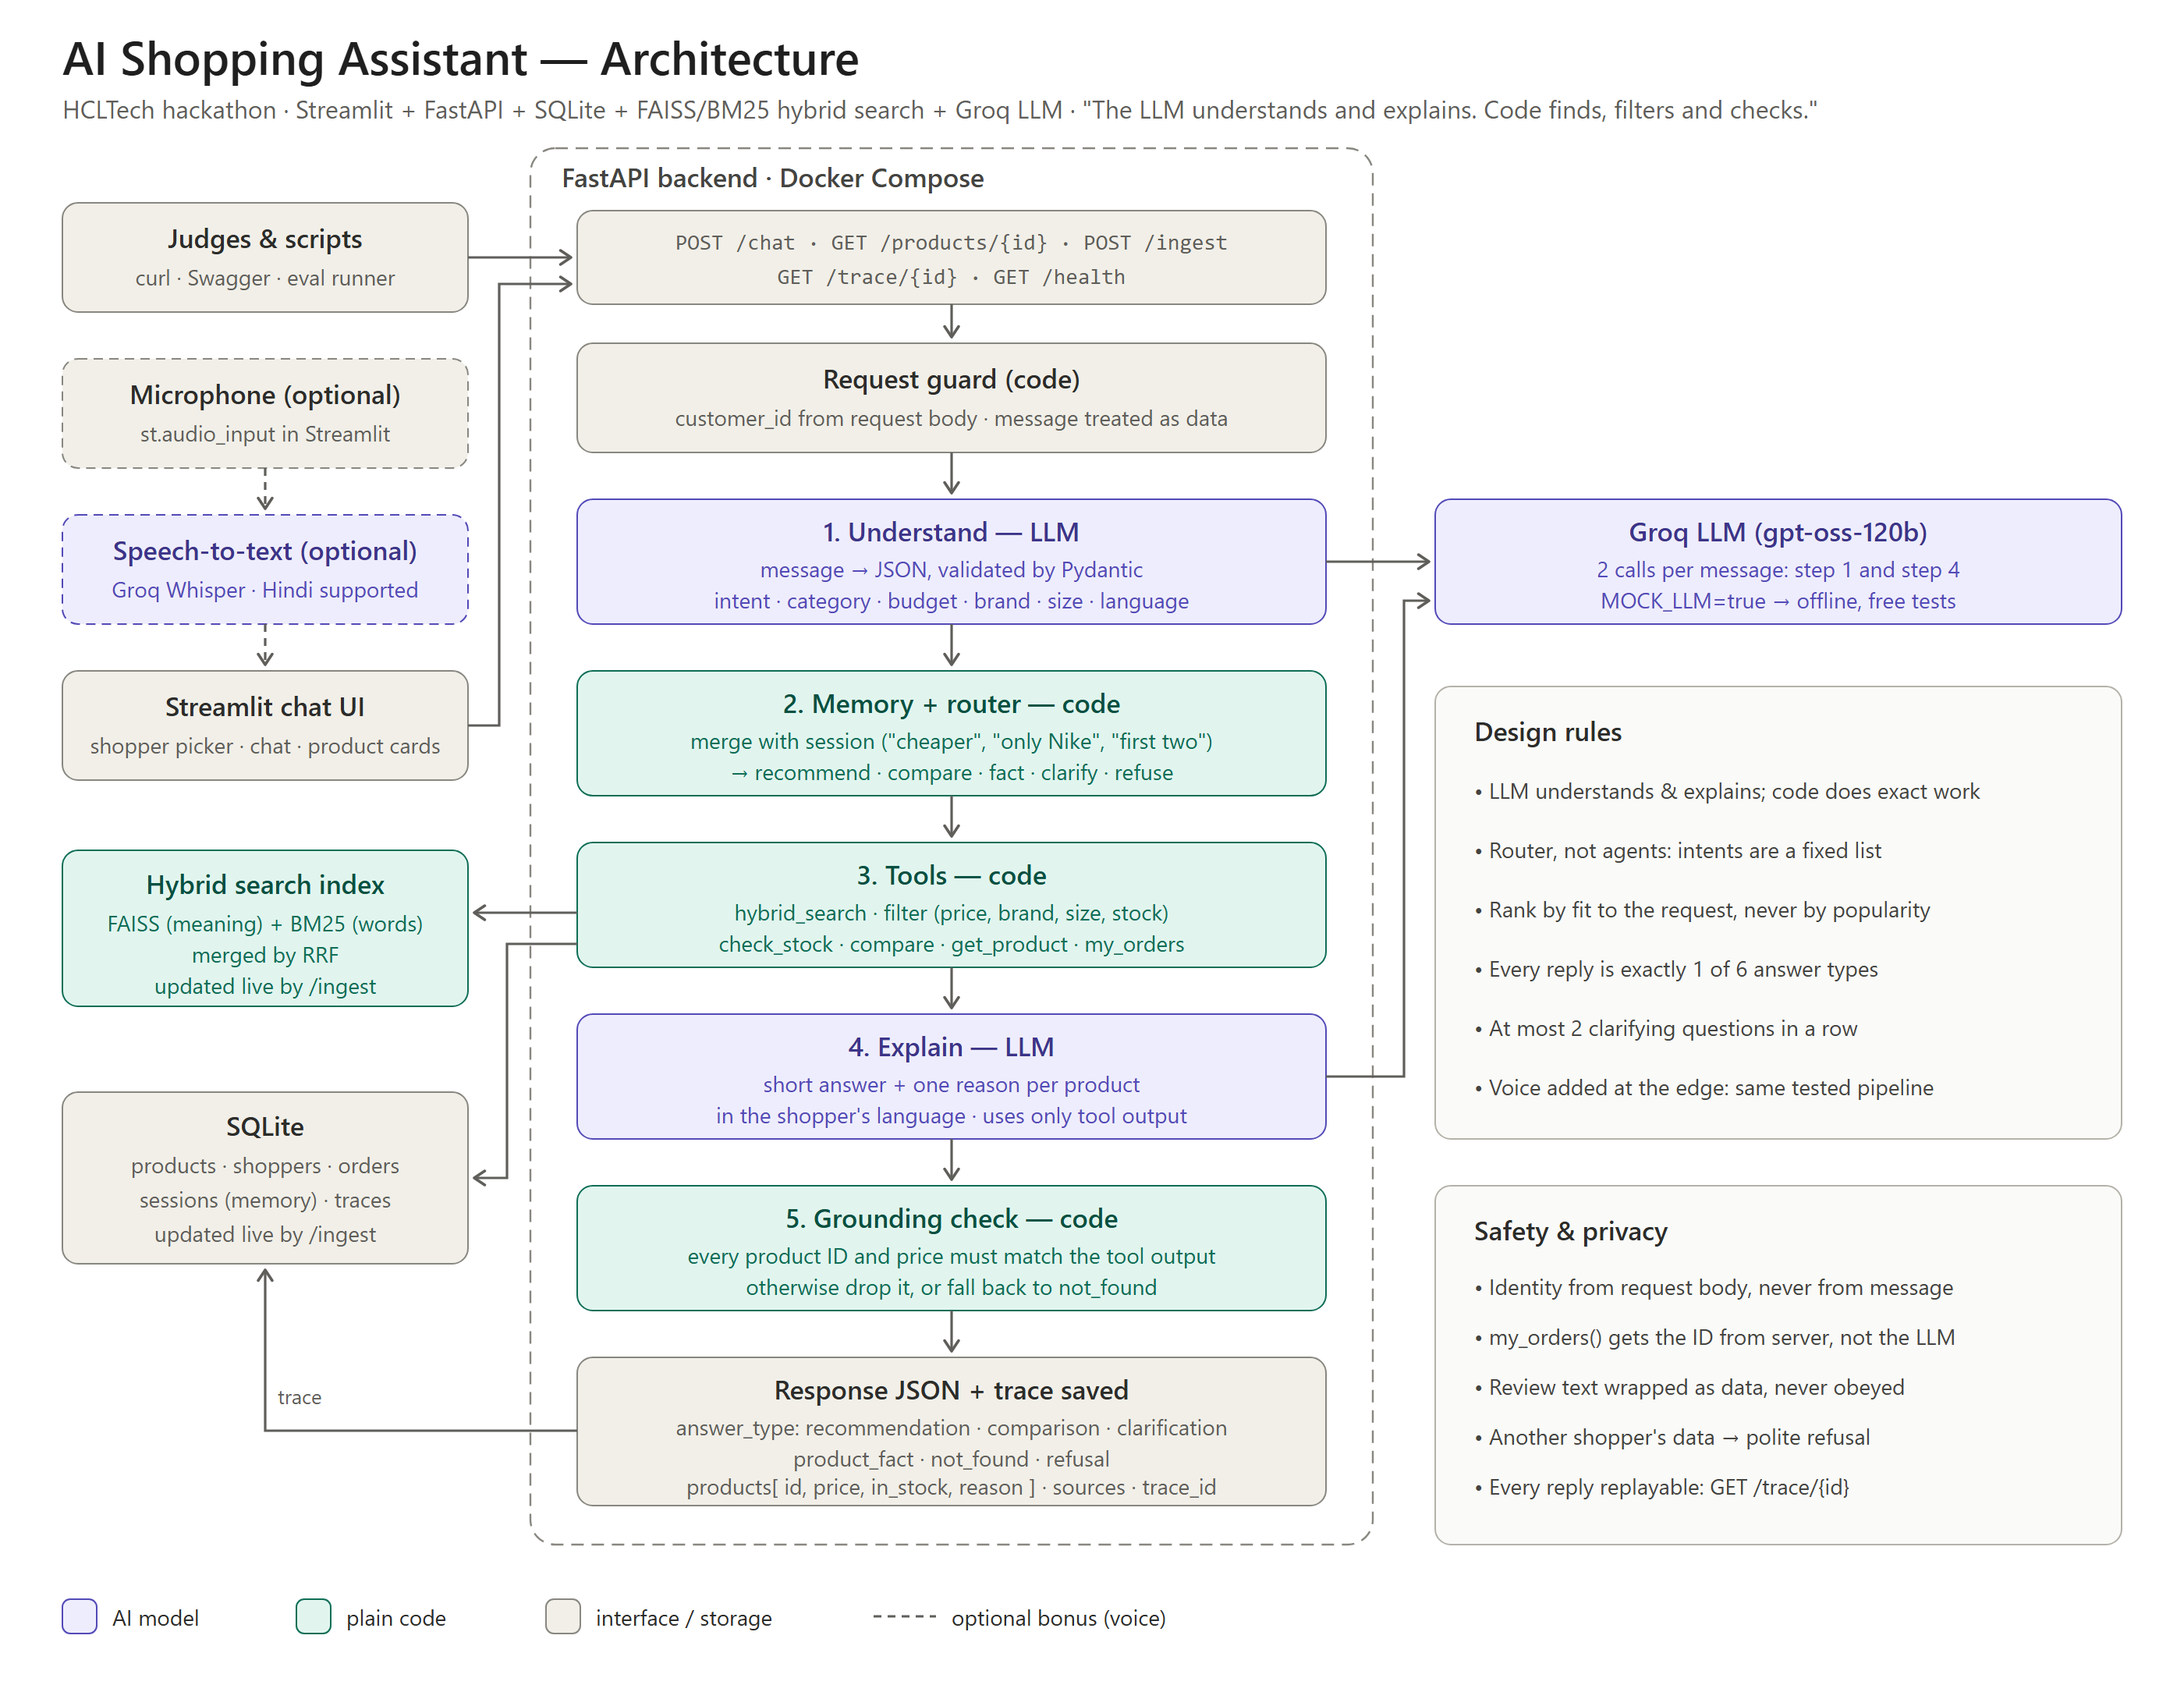 AI Shopping Assistant — Architecture
HCLTech hackathon · Streamlit + FastAPI + SQLite + FAISS/BM25 hybrid search + Groq LLM · "The LLM understands and explains. Code finds, filters and checks."
FastAPI backend · Docker Compose
Judges & scripts
curl · Swagger · eval runner
Microphone (optional)
st.audio_input in Streamlit
Speech-to-text (optional)
Groq Whisper · Hindi supported
Streamlit chat UI
shopper picker · chat · product cards
Hybrid search index
FAISS (meaning) + BM25 (words)
merged by RRF
updated live by /ingest
SQLite
products · shoppers · orders
sessions (memory) · traces
updated live by /ingest
trace
POST /chat · GET /products/{id} · POST /ingest
GET /trace/{id} · GET /health
Request guard (code)
customer_id from request body · message treated as data
1. Understand — LLM
message → JSON, validated by Pydantic
intent · category · budget · brand · size · language
2. Memory + router — code
merge with session ("cheaper", "only Nike", "first two")
→ recommend · compare · fact · clarify · refuse
3. Tools — code
hybrid_search · filter (price, brand, size, stock)
check_stock · compare · get_product · my_orders
4. Explain — LLM
short answer + one reason per product
in the shopper's language · uses only tool output
5. Grounding check — code
every product ID and price must match the tool output
otherwise drop it, or fall back to not_found
Response JSON + trace saved
answer_type: recommendation · comparison · clarification
product_fact · not_found · refusal
products[ id, price, in_stock, reason ] · sources · trace_id
Groq LLM (gpt-oss-120b)
2 calls per message: step 1 and step 4
MOCK_LLM=true → offline, free tests
Design rules
• LLM understands & explains; code does exact work
• Router, not agents: intents are a fixed list
• Rank by fit to the request, never by popularity
• Every reply is exactly 1 of 6 answer types
• At most 2 clarifying questions in a row
• Voice added at the edge: same tested pipeline
Safety & privacy
• Identity from request body, never from message
• my_orders() gets the ID from server, not the LLM
• Review text wrapped as data, never obeyed
• Another shopper's data → polite refusal
• Every reply replayable: GET /trace/{id}
AI model
plain code
interface / storage
optional bonus (voice)